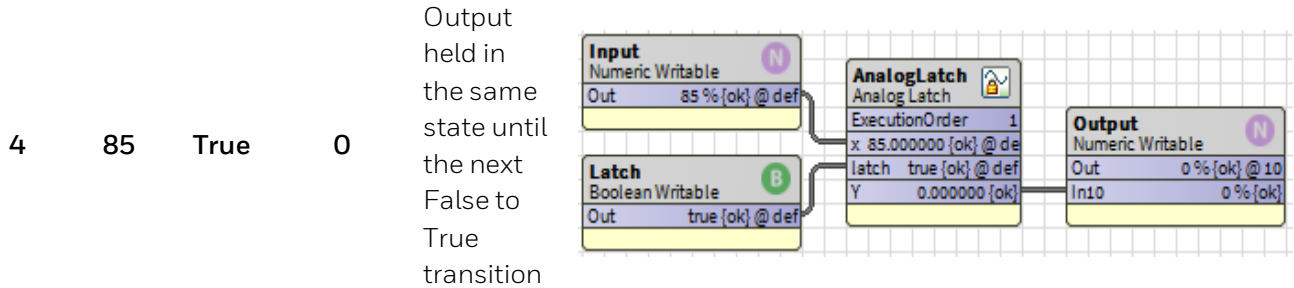 4 85 True 0
Output
held in
the same
state until
the next
False to
True
transition
Input
N
Numeric Writable
Out 85 % {ok} @ def
Latch
B
Boolean Writable
Out true {ok} @ def
AnalogLatch
Analog Latch
ExecutionOrder 1
x 85.000000 {ok} @ de
latch true {ok} @ def
Y 0.000000 {ok}
Output
N
Numeric Writable
Out 0 % {ok} @ 10
In10 0 % {ok}